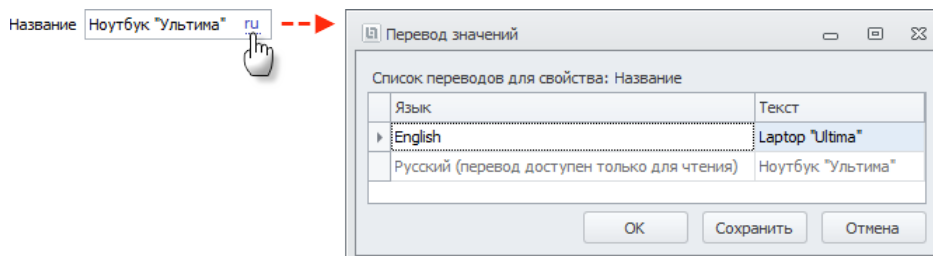 Название Ноутбук "Ультима" ru
Перевод значений
Список переводов для свойства: Название
Язык Текст
English Laptop "Ultima"
Русский (перевод доступен только для чтения) Ноутбук "Ультима"
OK Сохранить Отмена